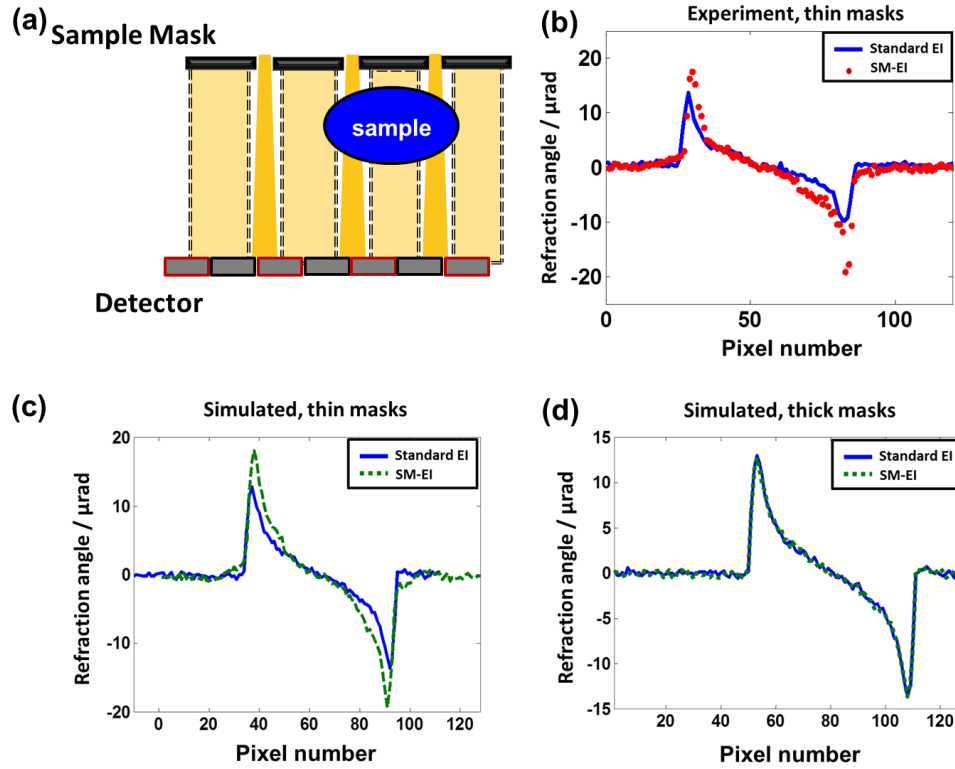 (a)
Sample Mask
sample
Detector
(b)
Experiment, thin masks
Standard EI
SM-EI
20
10
0
-10
-20
Refraction angle / µrad
0
50
100
Pixel number
(c)
Simulated, thin masks
Standard EI
SM-EI
20
10
0
-10
-20
Refraction angle / µrad
0
20
40
60
80
100
120
Pixel number
(d)
Simulated, thick masks
Standard EI
SM-EI
15
10
5
0
-5
-10
-15
Refraction angle / µrad
20
40
60
80
100
120
Pixel number